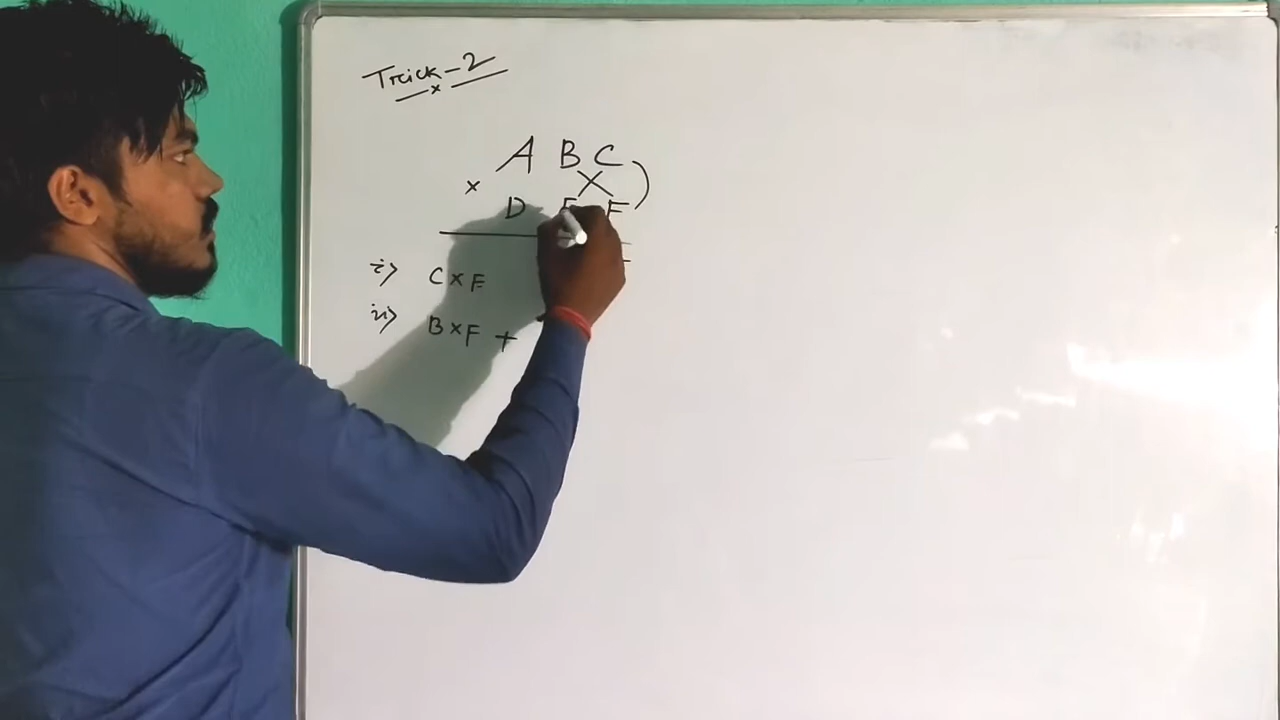 Trick-2
x
A B C
x D E F
i) C x F
ii) B x F +